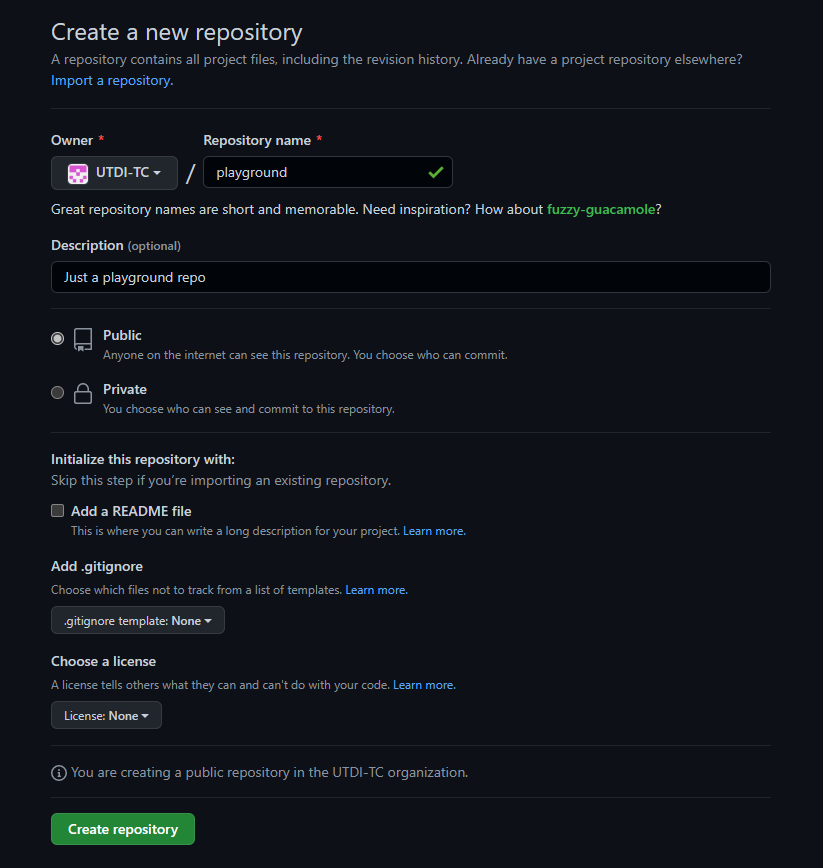 Create a new repository
A repository contains all project files, including the revision history. Already have a project repository elsewhere?
Import a repository.
Owner * Repository name *
UTDI-TC / playground
Great repository names are short and memorable. Need inspiration? How about fuzzy-guacamole?
Description (optional)
Just a playground repo
Public
Anyone on the internet can see this repository. You choose who can commit.
Private
You choose who can see and commit to this repository.
Initialize this repository with:
Skip this step if you're importing an existing repository.
Add a README file
This is where you can write a long description for your project. Learn more.
Add .gitignore
Choose which files not to track from a list of templates. Learn more.
.gitignore template: None
Choose a license
A license tells others what they can and can't do with your code. Learn more.
License: None
You are creating a public repository in the UTDI-TC organization.
Create repository